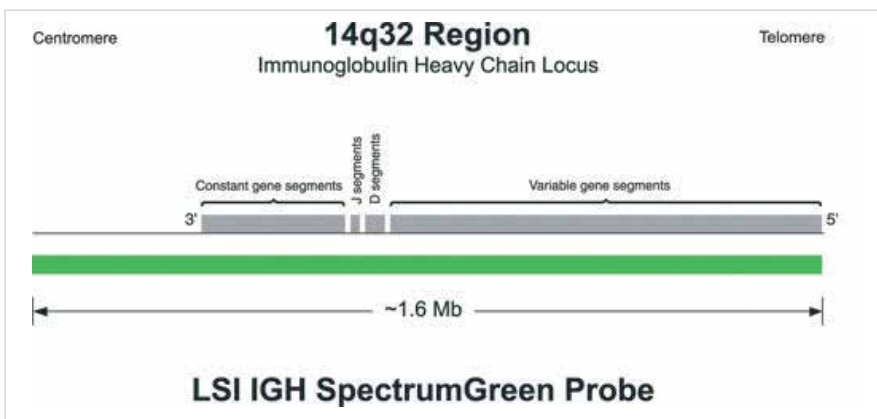 14q32 Region
Centromere
Telomere
Immunoglobulin Heavy Chain Locus
Constant gene segments
J segments
D segments
Variable gene segments
3'
5'
~1.6 Mb
LSI IGH SpectrumGreen Probe